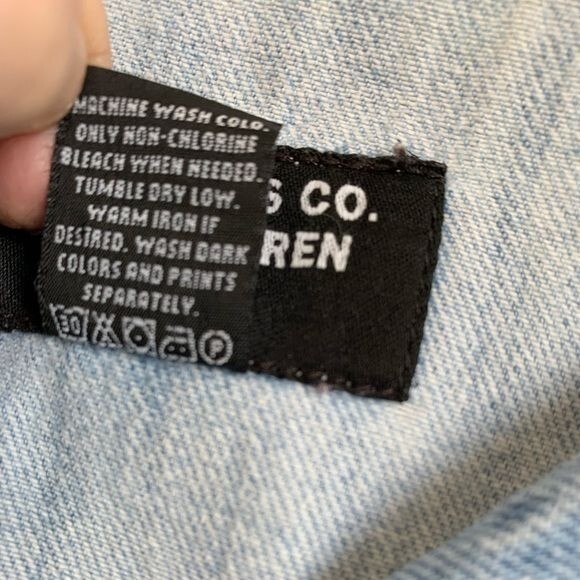 MACHINE WASH COLD.
ONLY NON-CHLORINE
BLEACH WHEN NEEDED.
TUMBLE DRY LOW.
WARM IRON IF
DESIRED. WASH DARK
COLORS AND PRINTS
SEPARATELY.
30 P
S CO.
REN